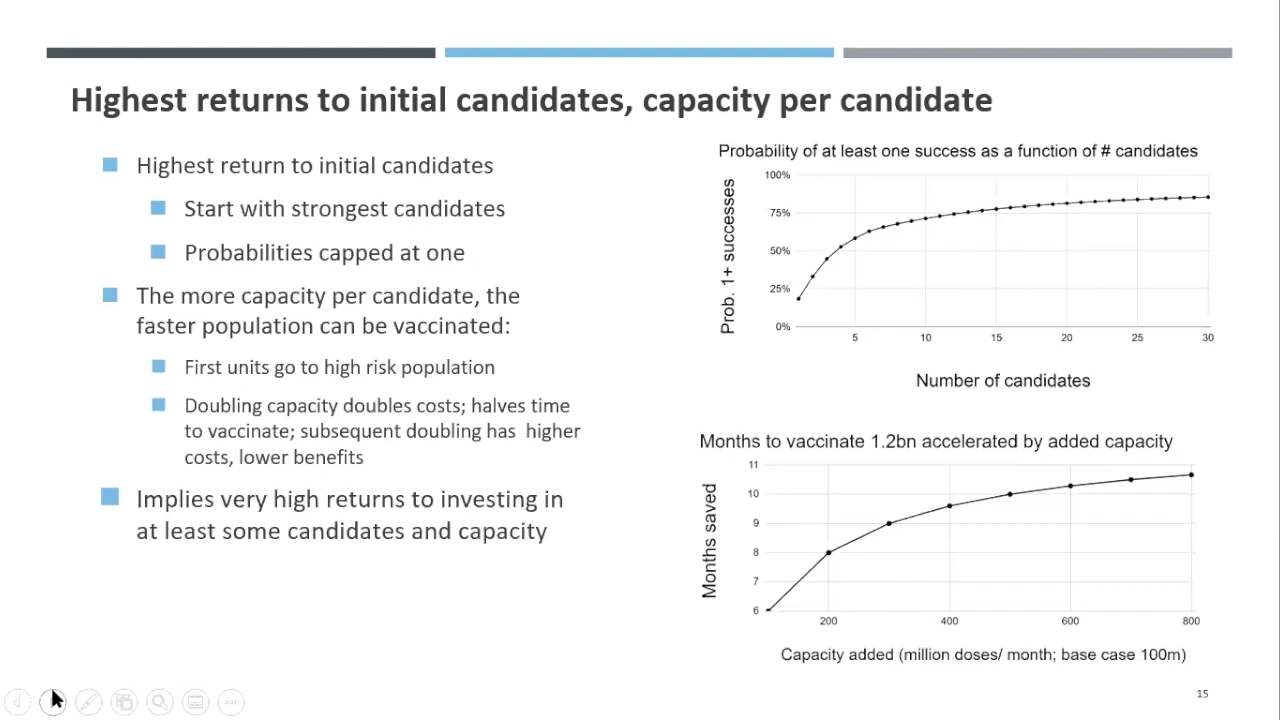 Highest returns to initial candidates, capacity per candidate
Highest return to initial candidates
Start with strongest candidates
Probabilities capped at one
The more capacity per candidate, the
faster population can be vaccinated:
First units go to high risk population
Doubling capacity doubles costs; halves time
to vaccinate; subsequent doubling has higher
costs, lower benefits
Implies very high returns to investing in
at least some candidates and capacity
Probability of at least one success as a function of # candidates
Prob. 1+ successes
100%
75%
50%
25%
0%
5 10 15 20 25 30
Number of candidates
Months to vaccinate 1.2bn accelerated by added capacity
Months saved
11
10
9
8
7
6
200 400 600 800
Capacity added (million doses/ month; base case 100m)
15